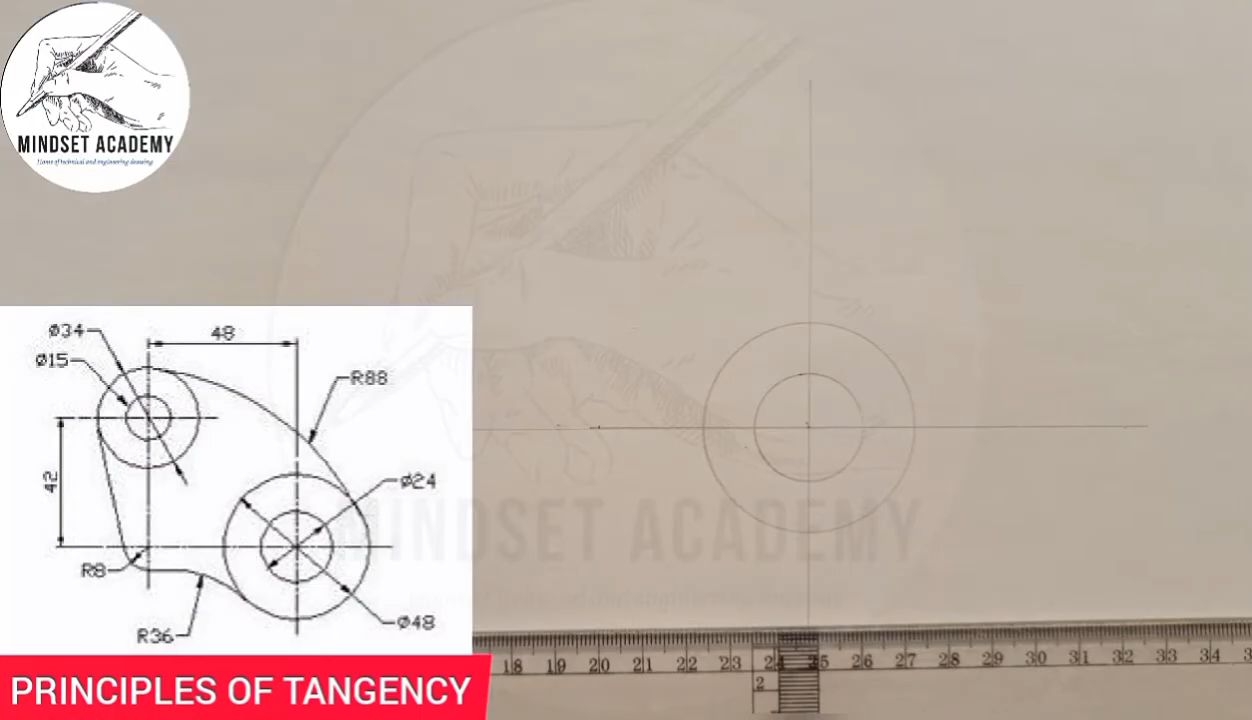 MINDSET ACADEMY
Home of technical and engineering drawing
Ø34
48
Ø15
R88
42
Ø24
R8
R36
Ø48
MINDSET ACADEMY
18 19 20 21 22 23 24 25 26 27 28 29 30 31 32 33 34
2
PRINCIPLES OF TANGENCY